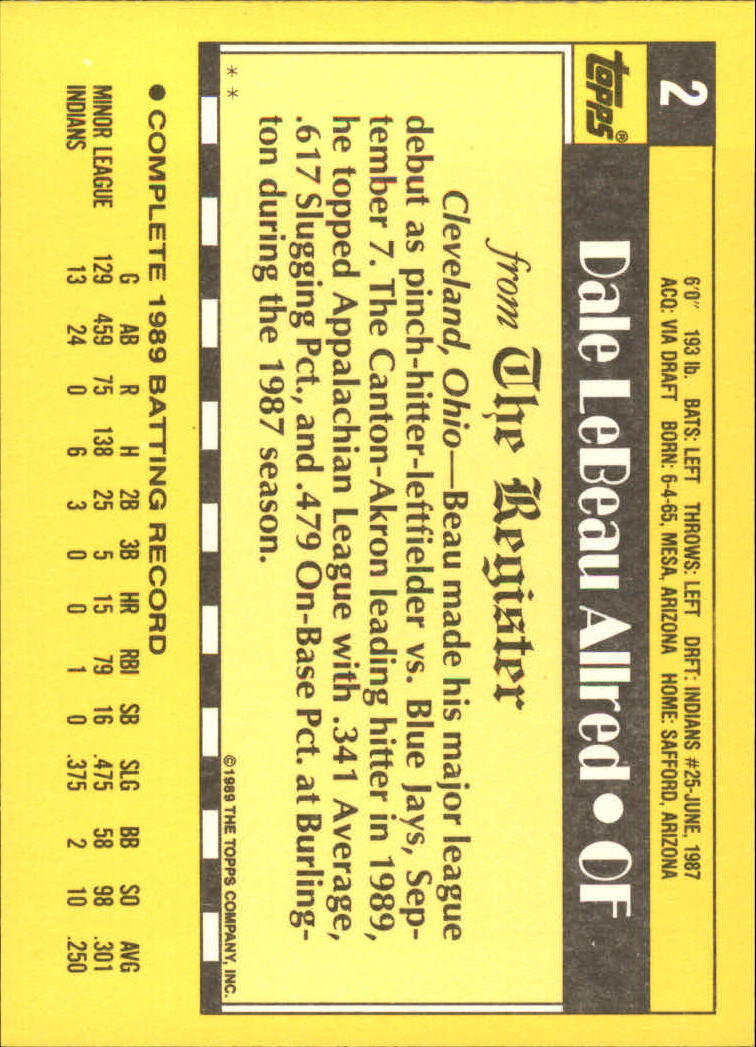 2
6'0" 193 lb. BATS: LEFT THROWS: LEFT DRFT: INDIANS #25-JUNE, 1987
ACQ: VIA DRAFT BORN: 6-4-65, MESA, ARIZONA HOME: SAFFORD, ARIZONA
topps®
Dale LeBeau Allred • OF
from The Register
Cleveland, Ohio—Beau made his major league
debut as pinch-hitter-leftfielder vs. Blue Jays, Sep-
tember 7. The Canton-Akron leading hitter in 1989,
he topped Appalachian League with .341 Average,
.617 Slugging Pct., and .479 On-Base Pct. at Burling-
ton during the 1987 season.
* * ©1989 THE TOPPS COMPANY, INC.
• COMPLETE 1989 BATTING RECORD
G AB R H 2B 3B HR RBI SB SLG BB SO AVG
MINOR LEAGUE 129 459 75 138 25 5 15 79 16 .475 58 98 .301
INDIANS 13 24 0 6 3 0 0 1 0 .375 2 10 .250